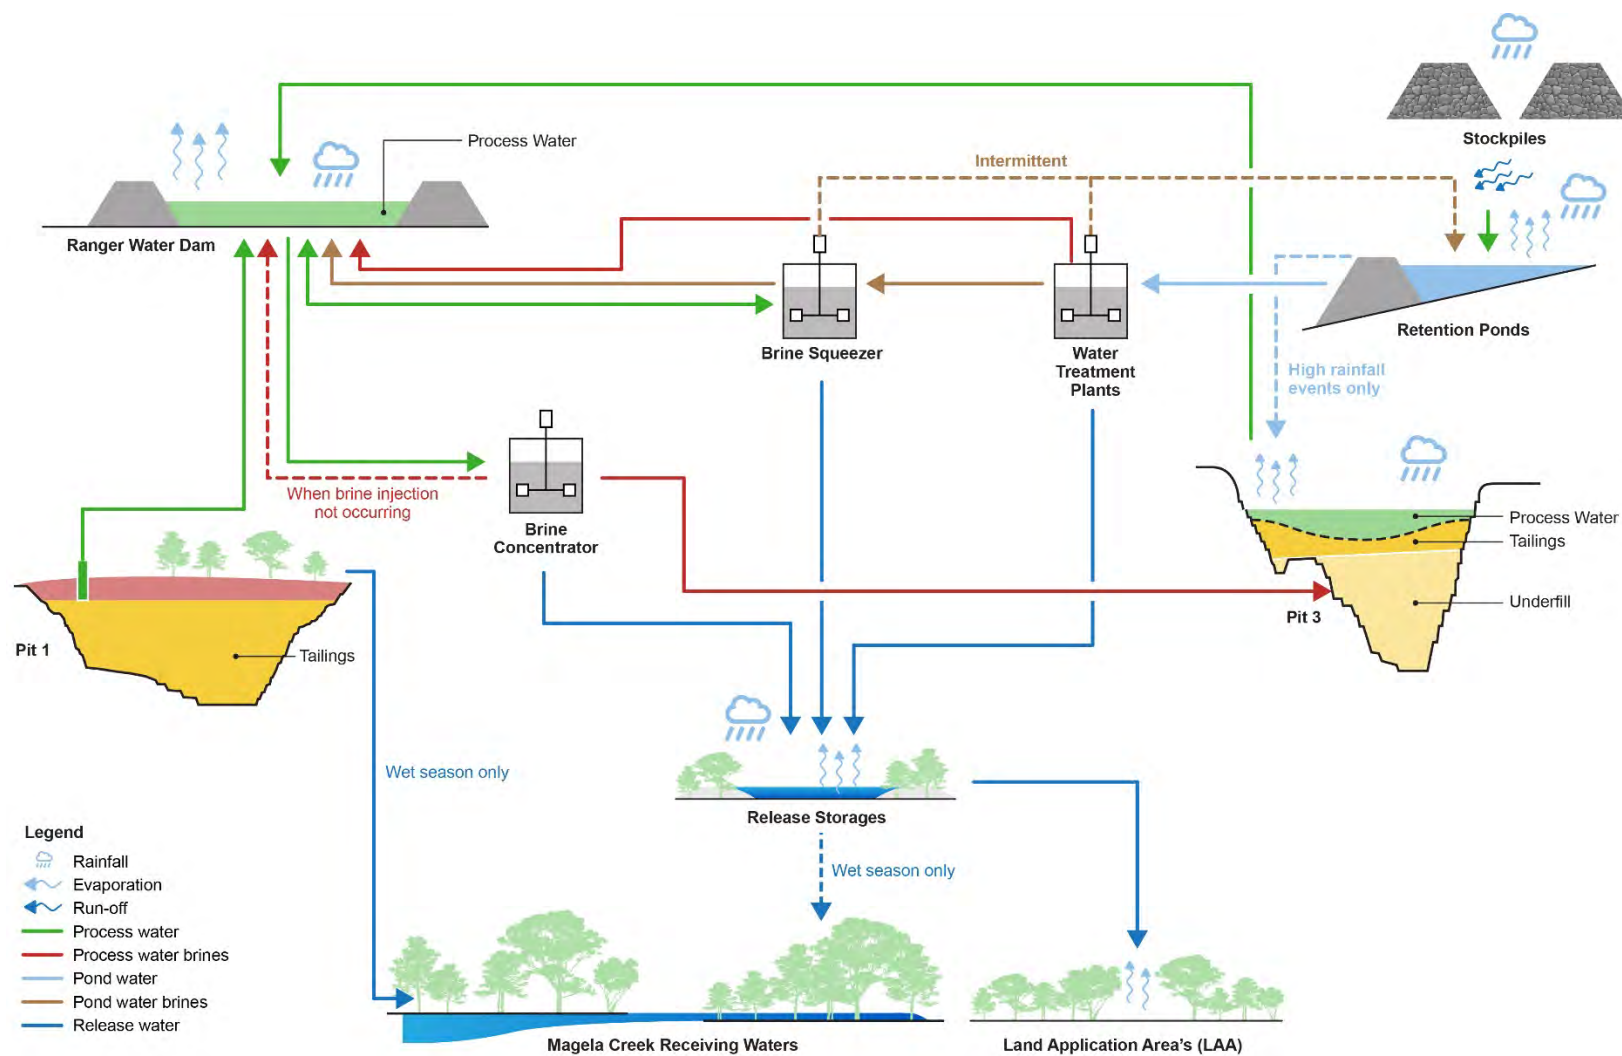 Stockpiles
Process Water
Intermittent
Ranger Water Dam
Retention Ponds
Brine Squeezer
Water
Treatment
Plants
High rainfall
events only
When brine injection
not occurring
Brine
Concentrator
Process Water
Tailings
Underfill
Pit 3
Pit 1
Tailings
Wet season only
Release Storages
Wet season only
Legend
Rainfall
Evaporation
Run-off
Process water
Process water brines
Pond water
Pond water brines
Release water
Magela Creek Receiving Waters
Land Application Area's (LAA)